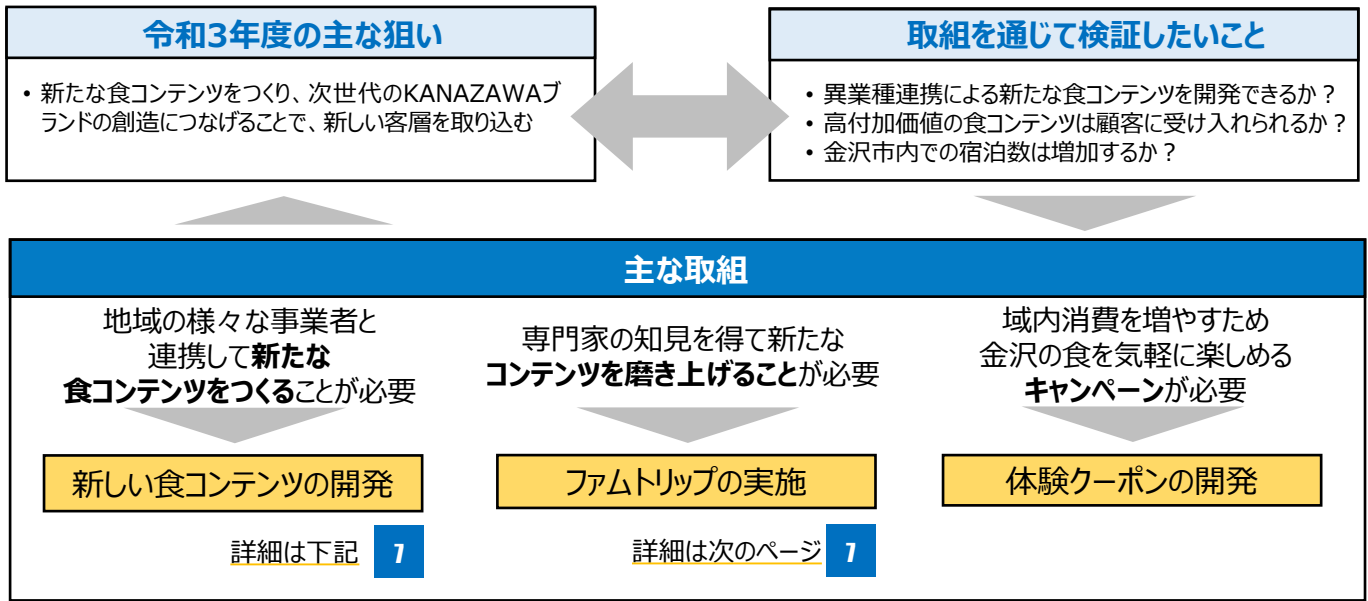 令和3年度の主な狙い
・新たな食コンテンツをつくり、次世代のKANAZAWAブ
ランドの創造につなげることで、新しい客層を取り込む
取組を通じて検証したいこと
・異業種連携による新たな食コンテンツを開発できるか？
・高付加価値の食コンテンツは顧客に受け入れられるか？
・金沢市内での宿泊数は増加するか？
主な取組
地域の様々な事業者と
連携して新たな
食コンテンツをつくることが必要
新しい食コンテンツの開発
詳細は下記 1
専門家の知見を得て新たな
コンテンツを磨き上げることが必要
ファムトリップの実施
詳細は次のページ 1
域内消費を増やすため
金沢の食を気軽に楽しめる
キャンペーンが必要
体験クーポンの開発